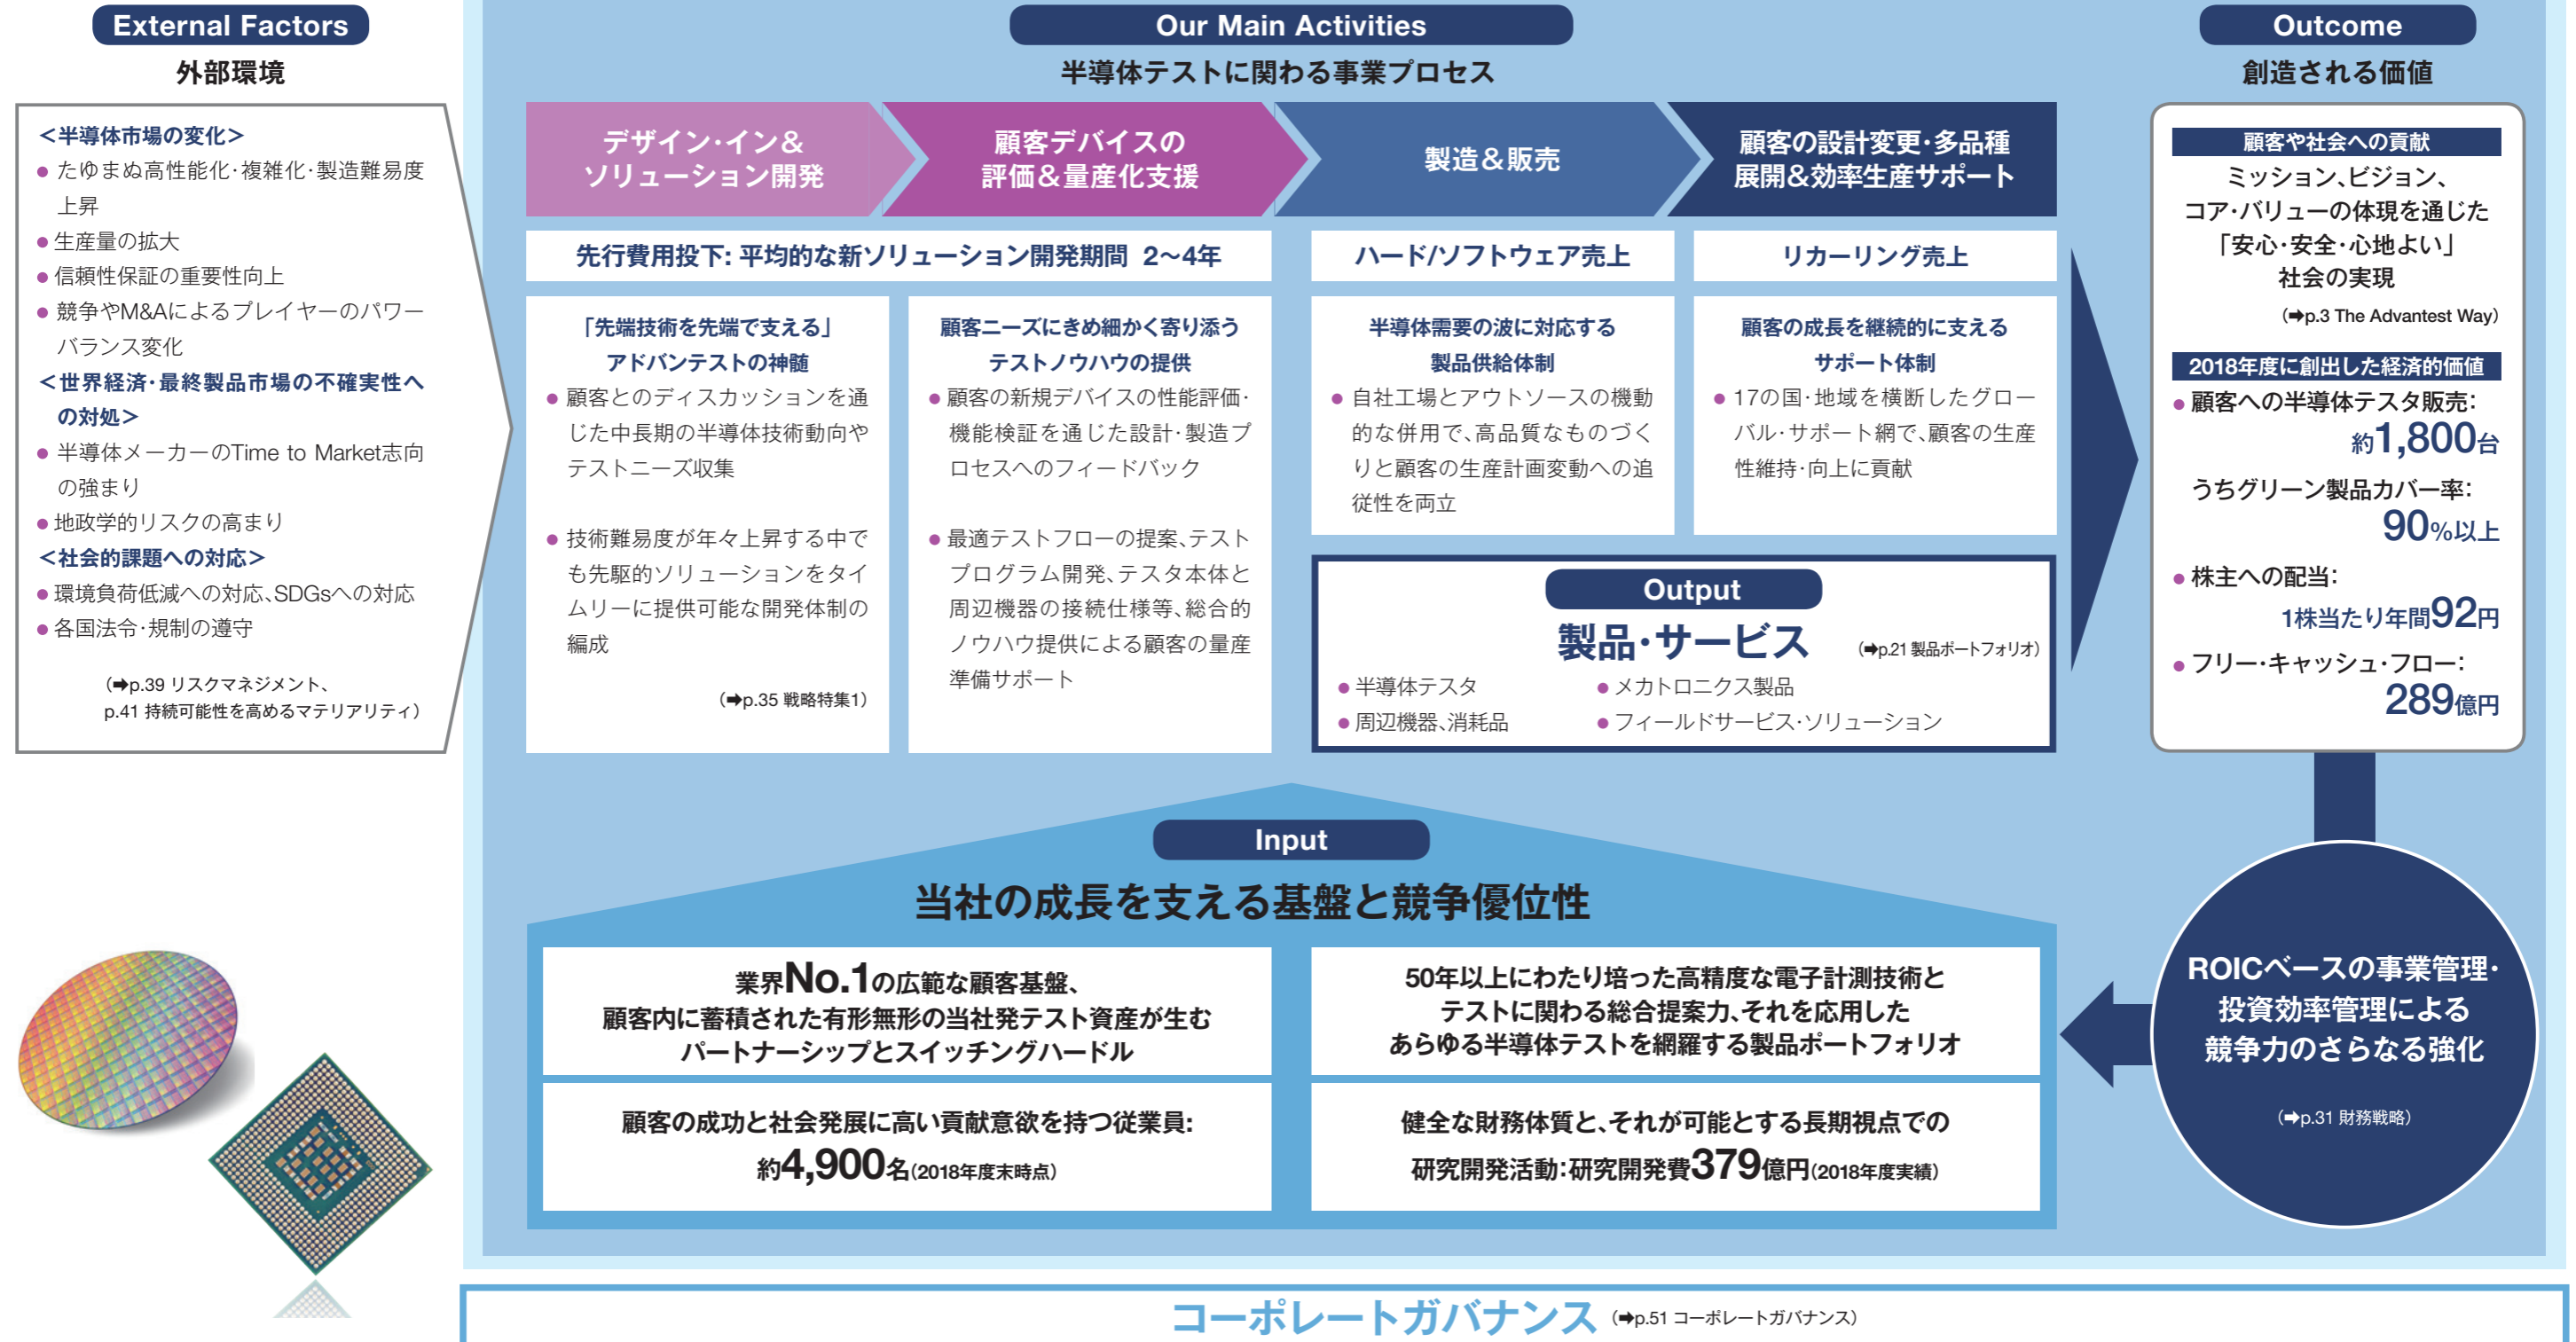 External Factors
外部環境
<半導体市場の変化>
● たゆまぬ高性能化・複雑化・製造難易度
上昇
● 生産量の拡大
● 信頼性保証の重要性向上
● 競争やM&Aによるプレイヤーのパワー
バランス変化
<世界経済・最終製品市場の不確実性へ
の対処>
● 半導体メーカーのTime to Market志向
の強まり
● 地政学的リスクの高まり
<社会的課題への対応>
● 環境負荷低減への対応、SDGsへの対応
● 各国法令・規制の遵守
(➡p.39 リスクマネジメント、
p.41 持続可能性を高めるマテリアリティ)
Our Main Activities
半導体テストに関わる事業プロセス
デザイン・イン&
ソリューション開発
顧客デバイスの
評価&量産化支援
製造&販売
顧客の設計変更・多品種
展開&効率生産サポート
先行費用投下: 平均的な新ソリューション開発期間 2〜4年
ハード/ソフトウェア売上
リカーリング売上
「先端技術を先端で支える」
アドバンテストの神髄
● 顧客とのディスカッションを通
じた中長期の半導体技術動向や
テストニーズ収集
● 技術難易度が年々上昇する中で
も先駆的ソリューションをタイ
ムリーに提供可能な開発体制の
編成
(➡p.35 戦略特集1)
顧客ニーズにきめ細かく寄り添う
テストノウハウの提供
● 顧客の新規デバイスの性能評価・
機能検証を通じた設計・製造プ
ロセスへのフィードバック
● 最適テストフローの提案、テスト
プログラム開発、テスタ本体と
周辺機器の接続仕様等、総合的
ノウハウ提供による顧客の量産
準備サポート
半導体需要の波に対応する
製品供給体制
● 自社工場とアウトソースの機動
的な併用で、高品質なものづく
りと顧客の生産計画変動への追
従性を両立
顧客の成長を継続的に支える
サポート体制
● 17の国・地域を横断したグロー
バル・サポート網で、顧客の生産
性維持・向上に貢献
Output
製品・サービス
(➡p.21 製品ポートフォリオ)
● 半導体テスタ
● メカトロニクス製品
● 周辺機器、消耗品
● フィールドサービス・ソリューション
Outcome
創造される価値
顧客や社会への貢献
ミッション、ビジョン、
コア・バリューの体現を通じた
「安心・安全・心地よい」
社会の実現
(➡p.3 The Advantest Way)
2018年度に創出した経済的価値
● 顧客への半導体テスタ販売:
約1,800台
うちグリーン製品カバー率:
90%以上
● 株主への配当:
1株当たり年間92円
● フリー・キャッシュ・フロー:
289億円
Input
当社の成長を支える基盤と競争優位性
業界No.1の広範な顧客基盤、
顧客内に蓄積された有形無形の当社発テスト資産が生む
パートナーシップとスイッチングハードル
50年以上にわたり培った高精度な電子計測技術と
テストに関わる総合提案力、それを応用した
あらゆる半導体テストを網羅する製品ポートフォリオ
顧客の成功と社会発展に高い貢献意欲を持つ従業員:
約4,900名(2018年度末時点)
健全な財務体質と、それが可能とする長期視点での
研究開発活動:研究開発費379億円(2018年度実績)
ROICベースの事業管理・
投資効率管理による
競争力のさらなる強化
(➡p.31 財務戦略)
コーポレートガバナンス (➡p.51 コーポレートガバナンス)